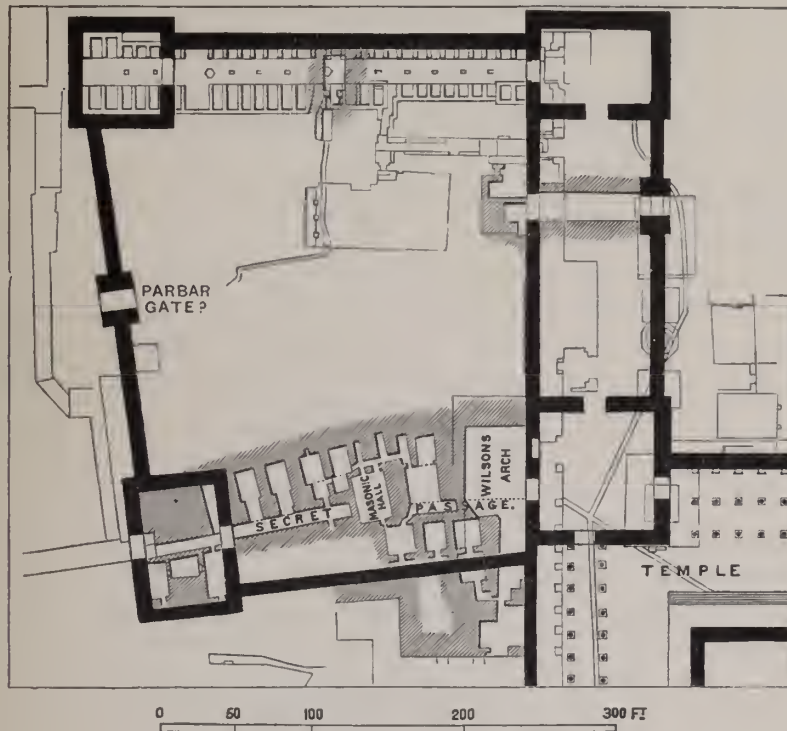 PARBAR
GATE?
WILSONS
ARCH
MASONIC
HALL
SECRET PASSAGE.
TEMPLE
0 50 100 200 300 FT